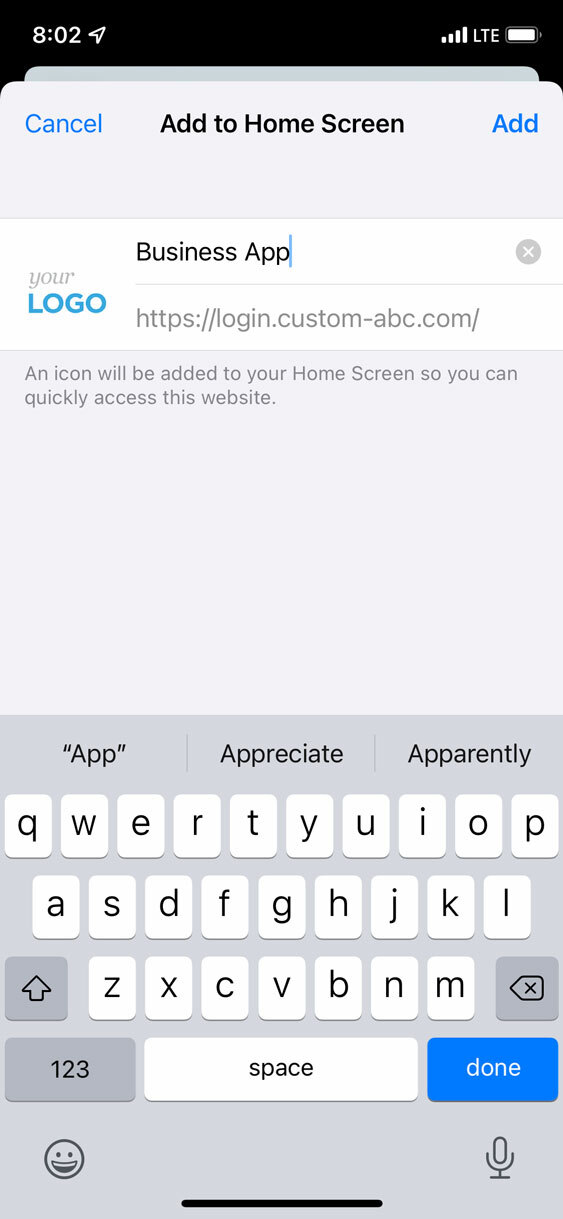 8:02 LTE
Cancel Add to Home Screen Add
Business App
your
LOGO
https://login.custom-abc.com/
An icon will be added to your Home Screen so you can
quickly access this website.
“App” Appreciate Apparently
q w e r t y u i o p
a s d f g h j k l
z x c v b n m
123 space done